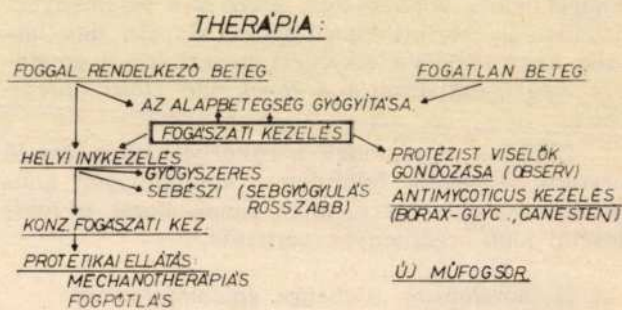 THERÁPIA:
FOGGAL RENDELKEZŐ BETEG:
FOGATLAN BETEG:
AZ ALAPBETEGSÉG GYÓGYÍTÁSA
FOGÁSZATI KEZELÉS
HELYI INYKEZELÉS
GYÓGYSZERES
SEBÉSZI (SEBGYÓGYULÁS
ROSSZABB)
PROTÉZIST VISELŐK
GONDOZÁSA (OBSERV)
ANTIMYCOTICUS KEZELÉS
(BORAX-GLYC., CANESTEN)
KONZ. FOGÁSZATI KEZ.
PROTETIKAI ELLÁTÁS:
MECHANOTHERÁPIÁS
FOGPÓTLÁS
ÚJ MŰFOGSOR